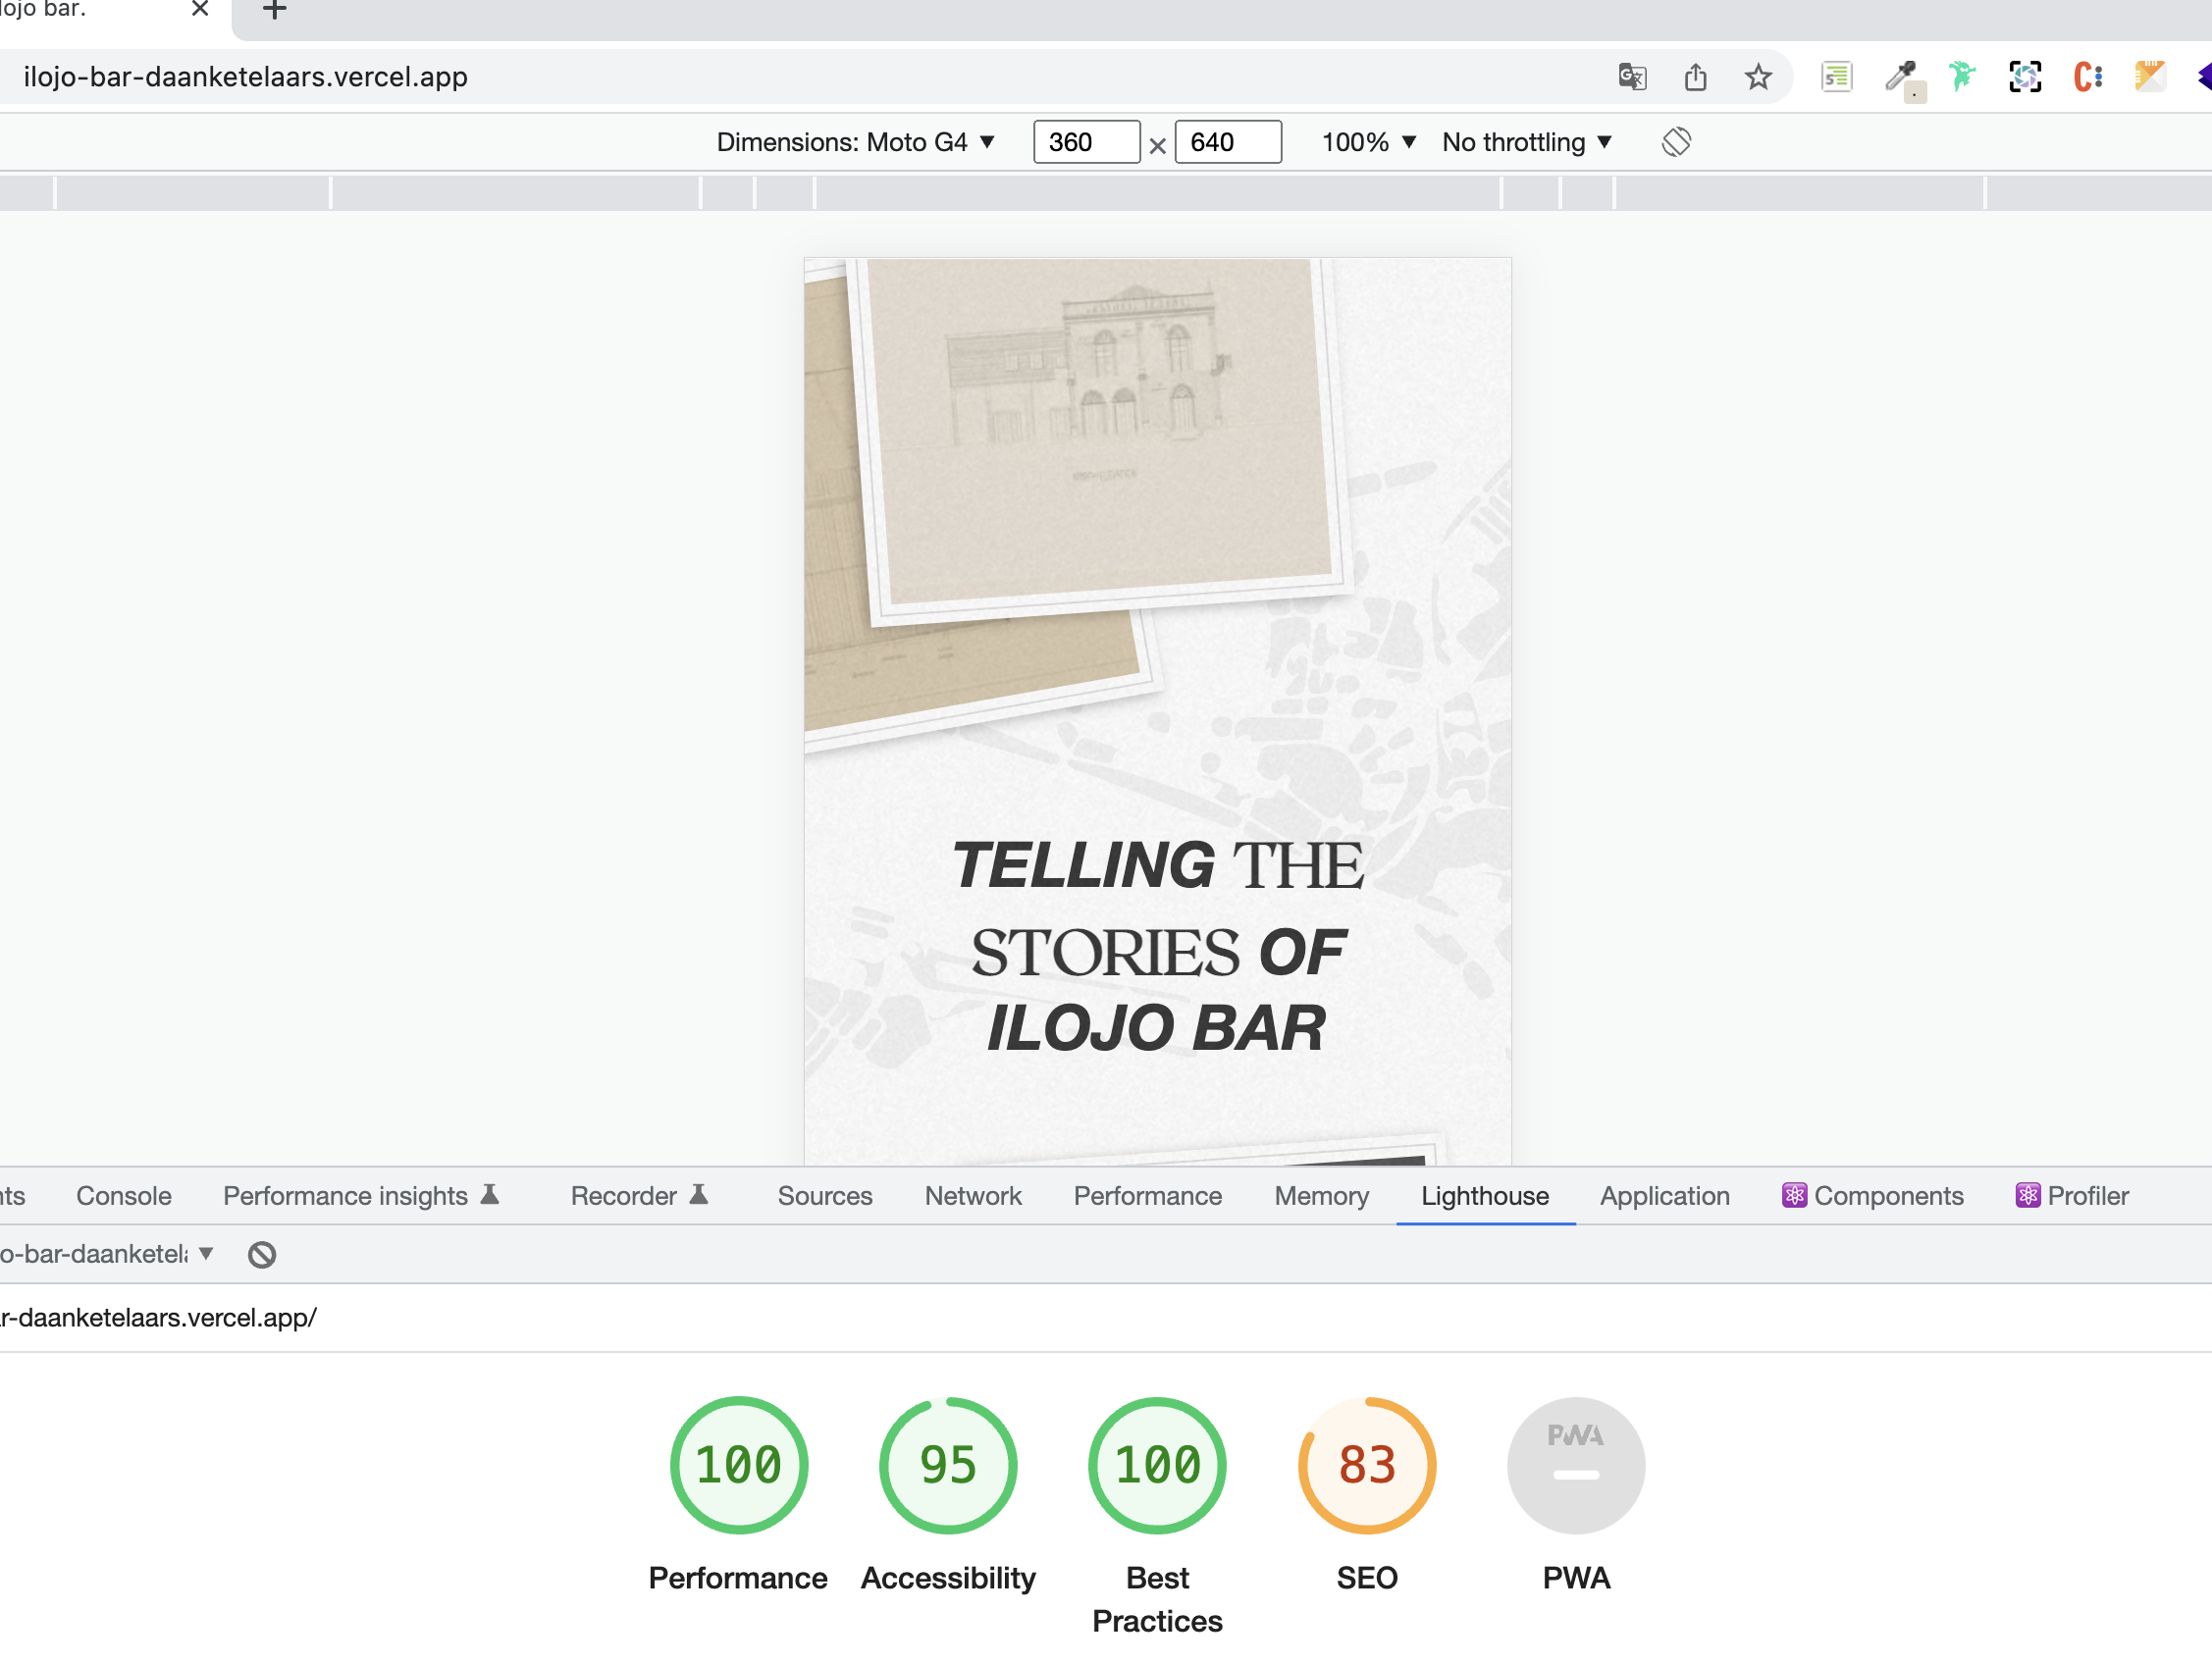 lojo bar.
ilojo-bar-daanketelaars.vercel.app
Dimensions: Moto G4 360 × 640 100% No throttling
TELLING THE
STORIES OF
ILOJO BAR
nts Console Performance insights Recorder Sources Network Performance Memory Lighthouse Application Components Profiler
o-bar-daanketel
r-daanketelaars.vercel.app/
100 95 100 83 PWA
Performance Accessibility Best Practices SEO PWA